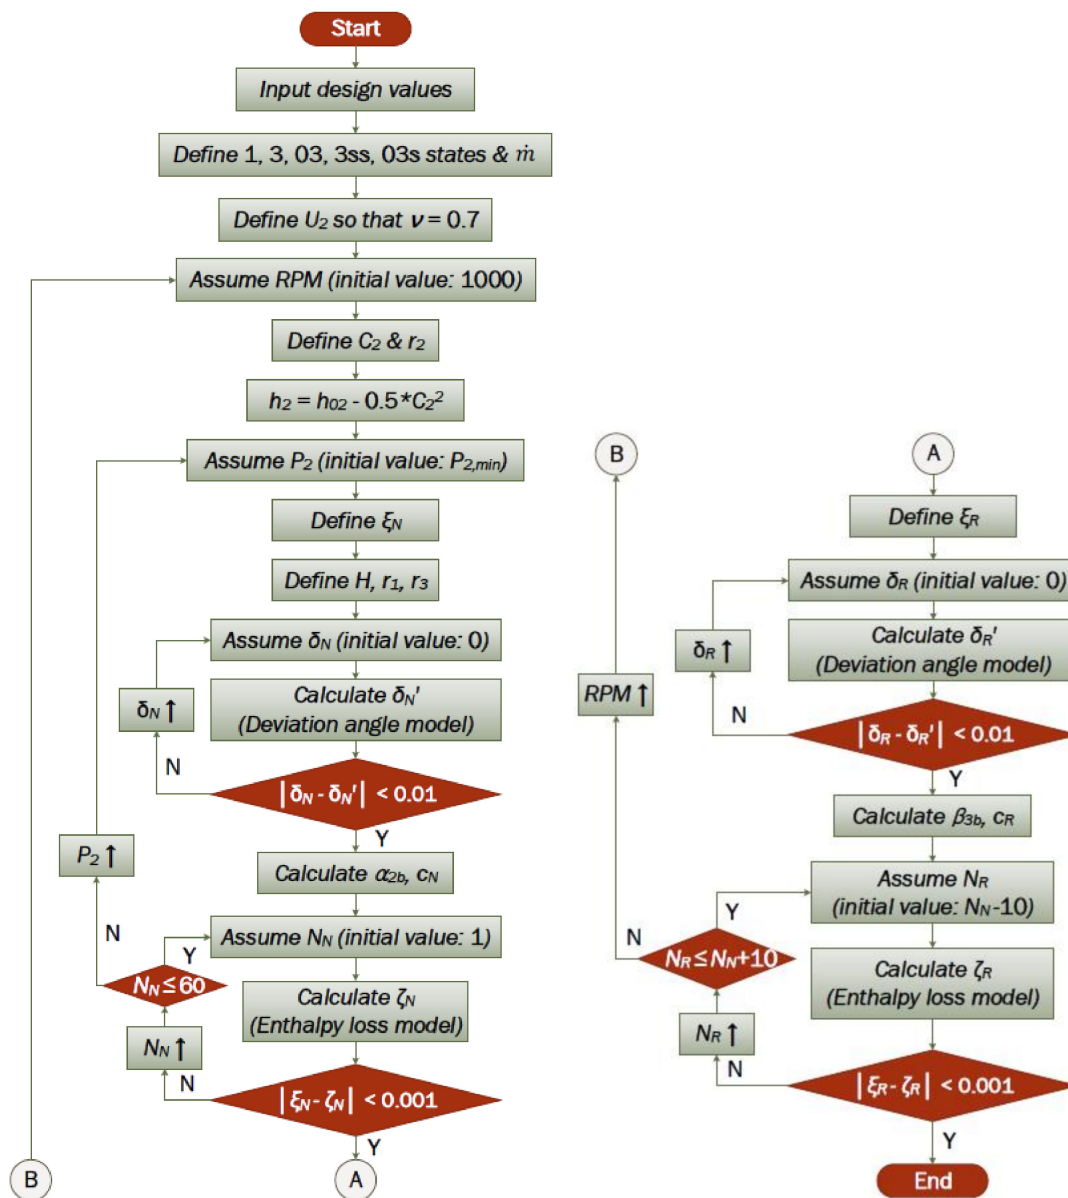 Start
Input design values
Define 1, 3, 03, 3ss, 03s states & ṁ
Define U₂ so that ν = 0.7
Assume RPM (initial value: 1000)
Define C₂ & r₂
h₂ = h₀₂ - 0.5*C₂²
Assume P₂ (initial value: P₂,min)
Define ξN
Define H, r₁, r₃
Assume δN (initial value: 0)
δN ↑
Calculate δN'
(Deviation angle model)
N
|δN - δN'| < 0.01
Y
P₂ ↑
Calculate α₂b, cN
N
Y
Assume NN (initial value: 1)
NN ≤ 60
Calculate ζN
(Enthalpy loss model)
NN ↑
N
|ξN - ζN| < 0.001
Y
B
A
B
A
Define ξR
Assume δR (initial value: 0)
δR ↑
Calculate δR'
(Deviation angle model)
RPM ↑
N
|δR - δR'| < 0.01
Y
Calculate β₃b, cR
Assume NR
(initial value: NN-10)
Y
N
NR ≤ NN+10
Calculate ζR
(Enthalpy loss model)
NR ↑
N
|ξR - ζR| < 0.001
Y
End